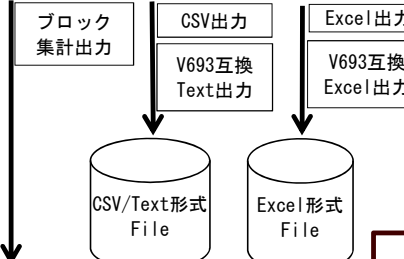 ブロック
集計出力
CSV出力
V693互換
Text出力
Excel出力
V693互換
Excel出力
CSV/Text形式
File
Excel形式
File